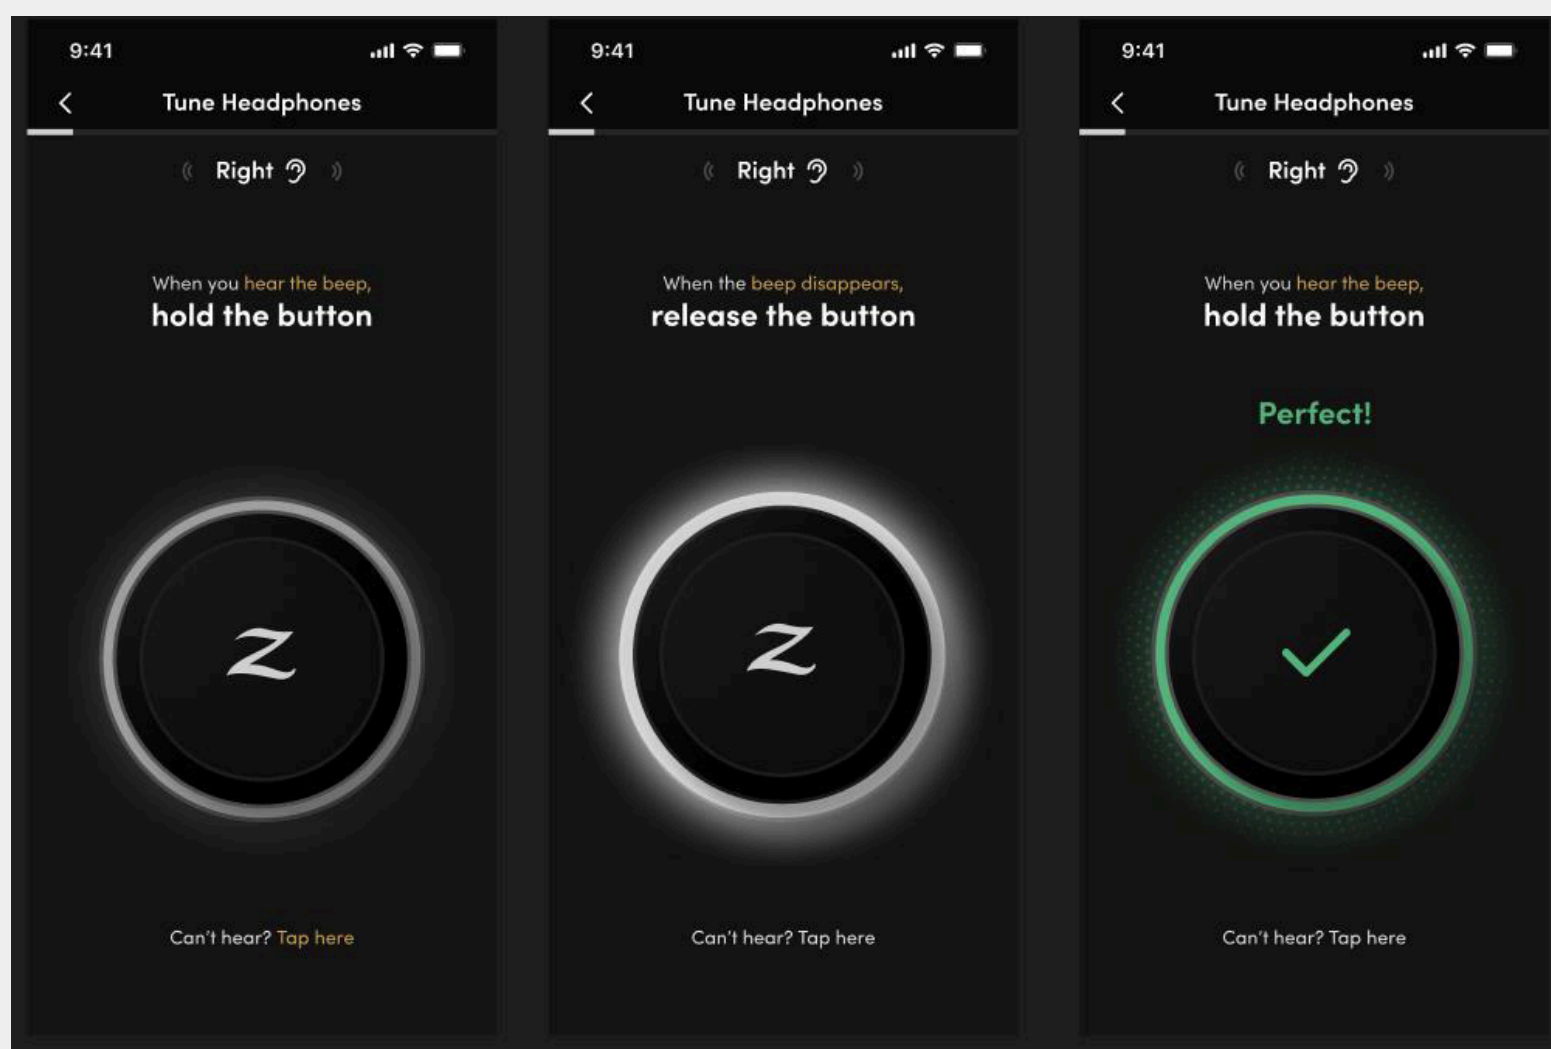 9:41
Tune Headphones
Right
When you hear the beep,
hold the button
Z
Can't hear? Tap here
9:41
Tune Headphones
Right
When the beep disappears,
release the button
Z
Can't hear? Tap here
9:41
Tune Headphones
Right
When you hear the beep,
hold the button
Perfect!
Can't hear? Tap here